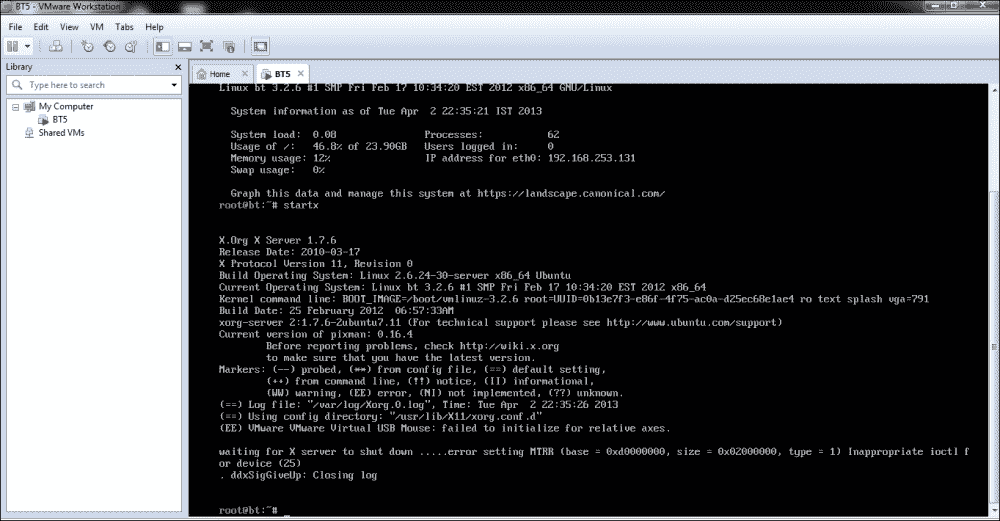 BT5 - VMware Workstation
File Edit View VM Tabs Help
Library
Type here to search
My Computer
BT5
Shared VMs
Home
BT5
Linux bt 3.2.6 #1 SMP Fri Feb 17 10:34:20 EST 2012 x86_64 GNU/Linux
System information as of Tue Apr 2 22:35:21 IST 2013
System load: 0.08 Processes: 62
Usage of /: 46.8% of 23.90GB Users logged in: 0
Memory usage: 12% IP address for eth0: 192.168.253.131
Swap usage: 0%
Graph this data and manage this system at https://landscape.canonical.com/
root@bt:~# startx
X.Org X Server 1.7.6
Release Date: 2010-03-17
X Protocol Version 11, Revision 0
Build Operating System: Linux 2.6.24-30-server x86_64 Ubuntu
Current Operating System: Linux bt 3.2.6 #1 SMP Fri Feb 17 10:34:20 EST 2012 x86_64
Kernel command line: BOOT_IMAGE=/boot/vmlinuz-3.2.6 root=UUID=0b13e7f3-e86f-4f75-ac0a-d25ec68e1ae4 ro text splash vga=791
Build Date: 25 February 2012 06:57:33AM
xorg-server 2:1.7.6-2ubuntu7.11 (For technical support please see http://www.ubuntu.com/support)
Current version of pixman: 0.16.4
Before reporting problems, check http://wiki.x.org
to make sure that you have the latest version.
Markers: (--) probed, (**) from config file, (==) default setting,
(++) from command line, (!!) notice, (II) informational,
(WW) warning, (EE) error, (NI) not implemented, (??) unknown.
(==) Log file: "/var/log/Xorg.0.log", Time: Tue Apr 2 22:35:26 2013
(==) Using config directory: "/usr/lib/X11/xorg.conf.d"
(EE) VMware VMware Virtual USB Mouse: failed to initialize for relative axes.
waiting for X server to shut down .....error setting MTRR (base = 0xd0000000, size = 0x02000000, type = 1) Inappropriate ioctl f
or device (25)
. ddxSigGiveUp: Closing log
root@bt:~# _